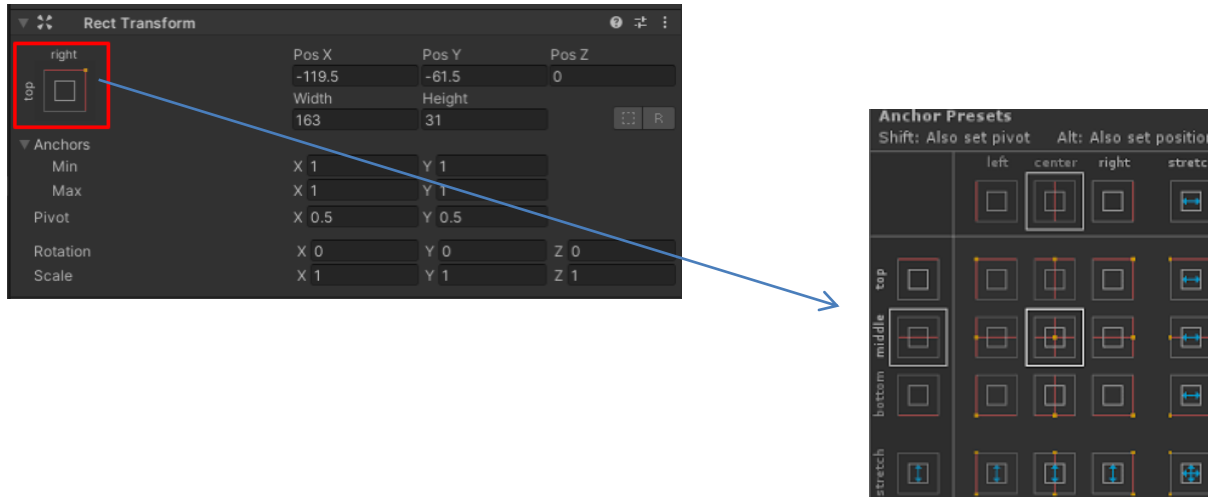 Rect Transform
right
top
Pos X Pos Y Pos Z
-119.5 -61.5 0
Width Height
163 31
R
Anchors
Min X 1 Y 1
Max X 1 Y 1
Pivot X 0.5 Y 0.5
Rotation X 0 Y 0 Z 0
Scale X 1 Y 1 Z 1
Anchor Presets
Shift: Also set pivot Alt: Also set position
left center right stretc
top
middle
bottom
stretch